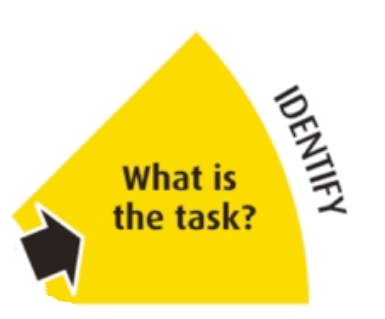 What is
the task?
IDENTIFY